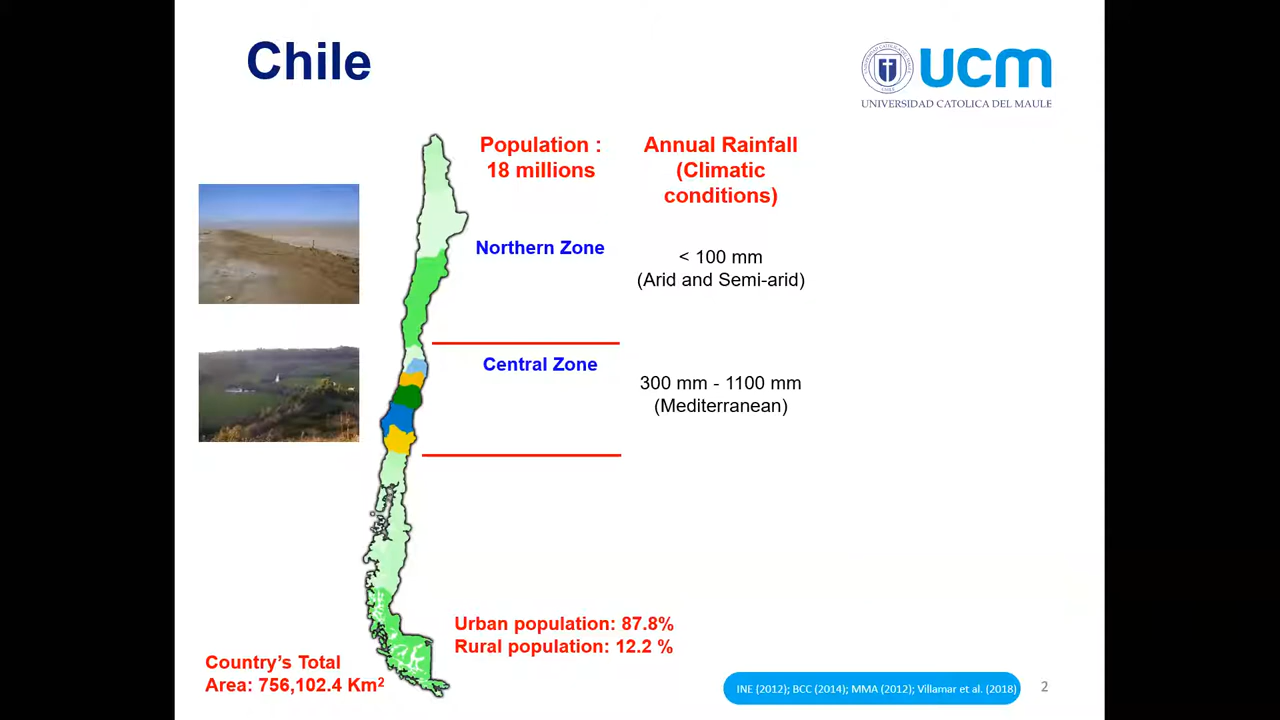 Chile
ucm
UNIVERSIDAD CATOLICA DEL MAULE
Population :
18 millions
Annual Rainfall
(Climatic
conditions)
Northern Zone
< 100 mm
(Arid and Semi-arid)
Central Zone
300 mm - 1100 mm
(Mediterranean)
Urban population: 87.8%
Rural population: 12.2 %
Country's Total
Area: 756,102.4 Km²
INE (2012); BCC (2014); MMA (2012); Villamar et al. (2018)
2